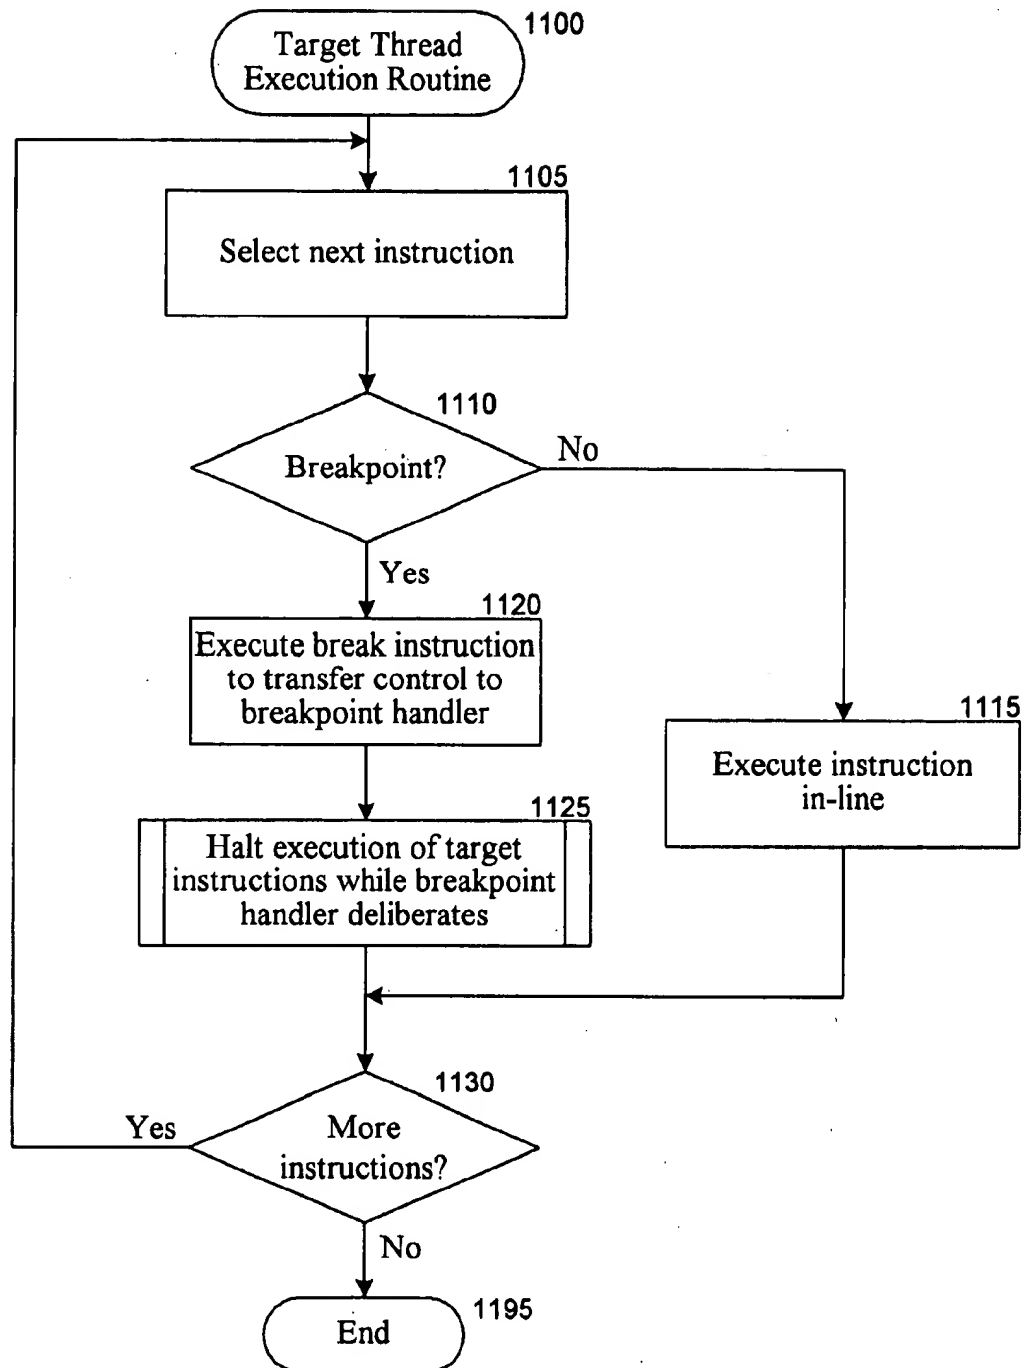 1100
Target Thread
Execution Routine
1105
Select next instruction
1110
Breakpoint?
No
Yes
1120
Execute break instruction
to transfer control to
breakpoint handler
1115
Execute instruction
in-line
1125
Halt execution of target
instructions while breakpoint
handler deliberates
1130
More
instructions?
Yes
No
1195
End